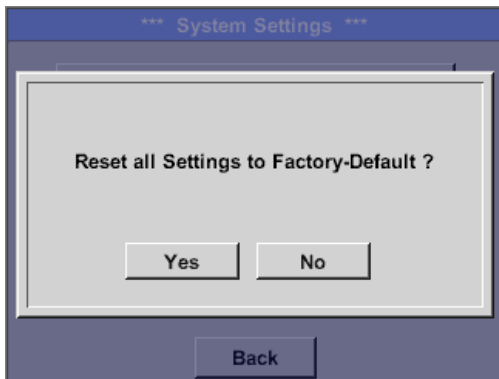 *** System Settings ***
Reset all Settings to Factory-Default ?
Yes No
Back